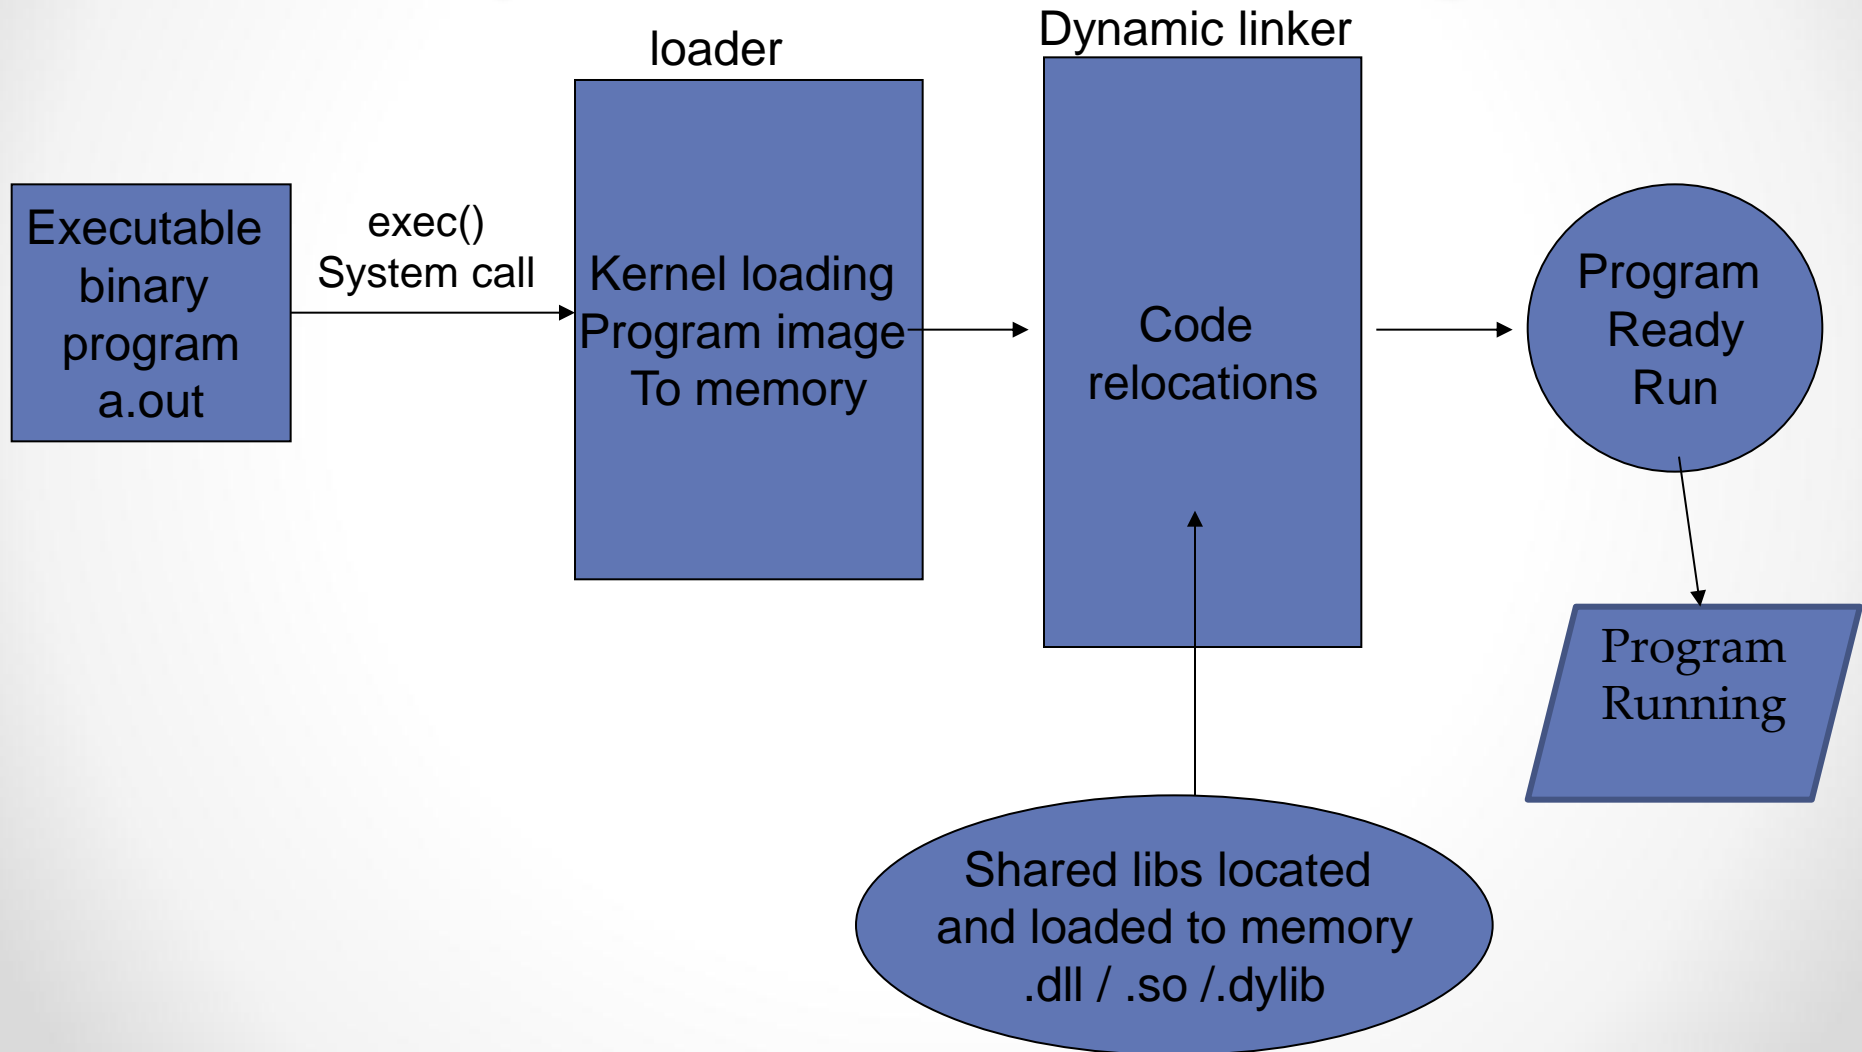 loader
Dynamic linker
Executable
binary
program
a.out
exec()
System call
Kernel loading
Program image
To memory
Code
relocations
Program
Ready
Run
Program
Running
Shared libs located
and loaded to memory
.dll / .so /.dylib